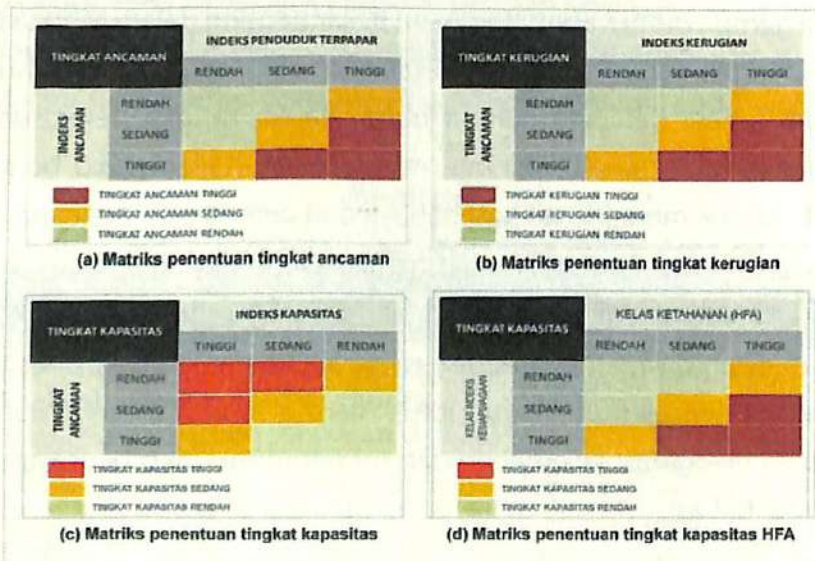 TINGKAT ANCAMAN
INDEKS PENDUDUK TERPAPAR
RENDAH SEDANG TINGGI
INDEKS ANCAMAN
RENDAH
SEDANG
TINGGI
TINGKAT ANCAMAN TINGGI
TINGKAT ANCAMAN SEDANG
TINGKAT ANCAMAN RENDAH
(a) Matriks penentuan tingkat ancaman
TINGKAT KERUGIAN
INDEKS KERUGIAN
RENDAH SEDANG TINGGI
TINGKAT ANCAMAN
RENDAH
SEDANG
TINGGI
TINGKAT KERUGIAN TINGGI
TINGKAT KERUGIAN SEDANG
TINGKAT KERUGIAN RENDAH
(b) Matriks penentuan tingkat kerugian
TINGKAT KAPASITAS
INDEKS KAPASITAS
TINGGI SEDANG RENDAH
TINGKAT ANCAMAN
RENDAH
SEDANG
TINGGI
TINGKAT KAPASITAS TINGGI
TINGKAT KAPASITAS SEDANG
TINGKAT KAPASITAS RENDAH
(c) Matriks penentuan tingkat kapasitas
TINGKAT KAPASITAS
KELAS KETAHANAN (HFA)
RENDAH SEDANG TINGGI
KELAS INDEKS
KESIAPSIAGAAN
RENDAH
SEDANG
TINGGI
TINGKAT KAPASITAS TINGGI
TINGKAT KAPASITAS SEDANG
TINGKAT KAPASITAS RENDAH
(d) Matriks penentuan tingkat kapasitas HFA